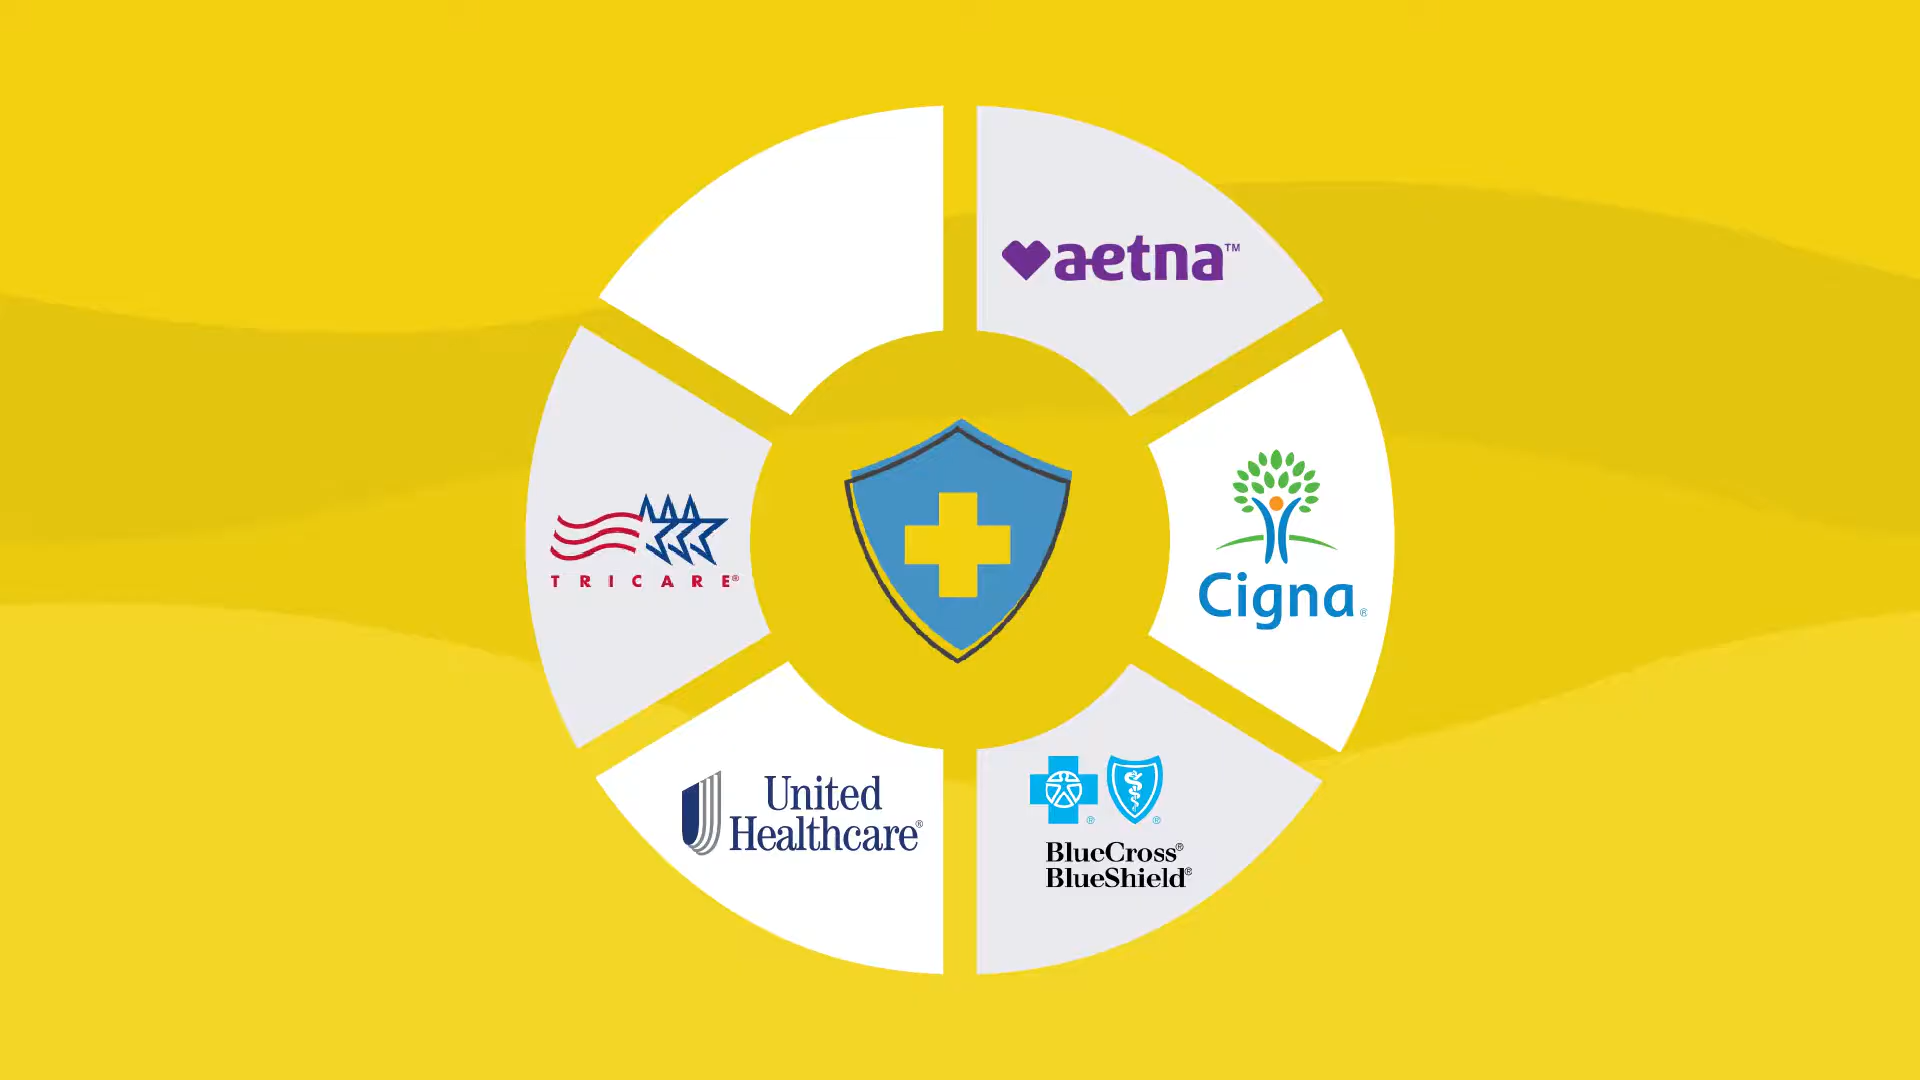 aetna™
Cigna®
BlueCross®
BlueShield®
United
Healthcare®
TRICARE®